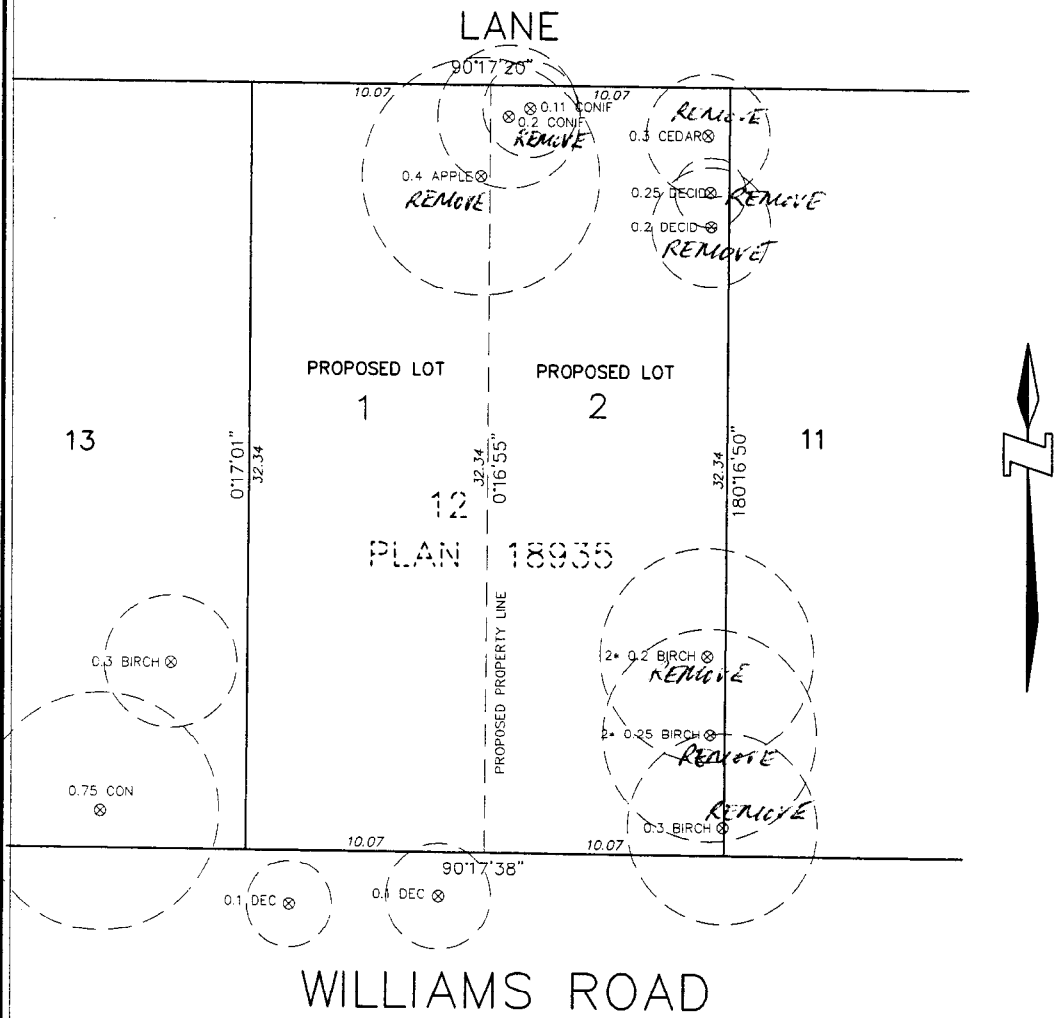 LANE
90°17'20"
10.07
10.07
0.11 CONIF
0.2 CONIF
REMOVE
REMOVE
0.3 CEDAR
0.4 APPLE
REMOVE
0.25 DECID
REMOVE
0.2 DECID
REMOVE
PROPOSED LOT
1
PROPOSED LOT
2
13
0°17'01"
32.34
32.34
0°16'55"
32.34
180°16'50"
11
Z
12
PLAN 18935
PROPOSED PROPERTY LINE
0.3 BIRCH
2* 0.2 BIRCH
REMOVE
2* 0.25 BIRCH
REMOVE
0.75 CON
REMOVE
0.3 BIRCH
10.07
10.07
90°17'38"
0.1 DEC
DEC
WILLIAMS ROAD